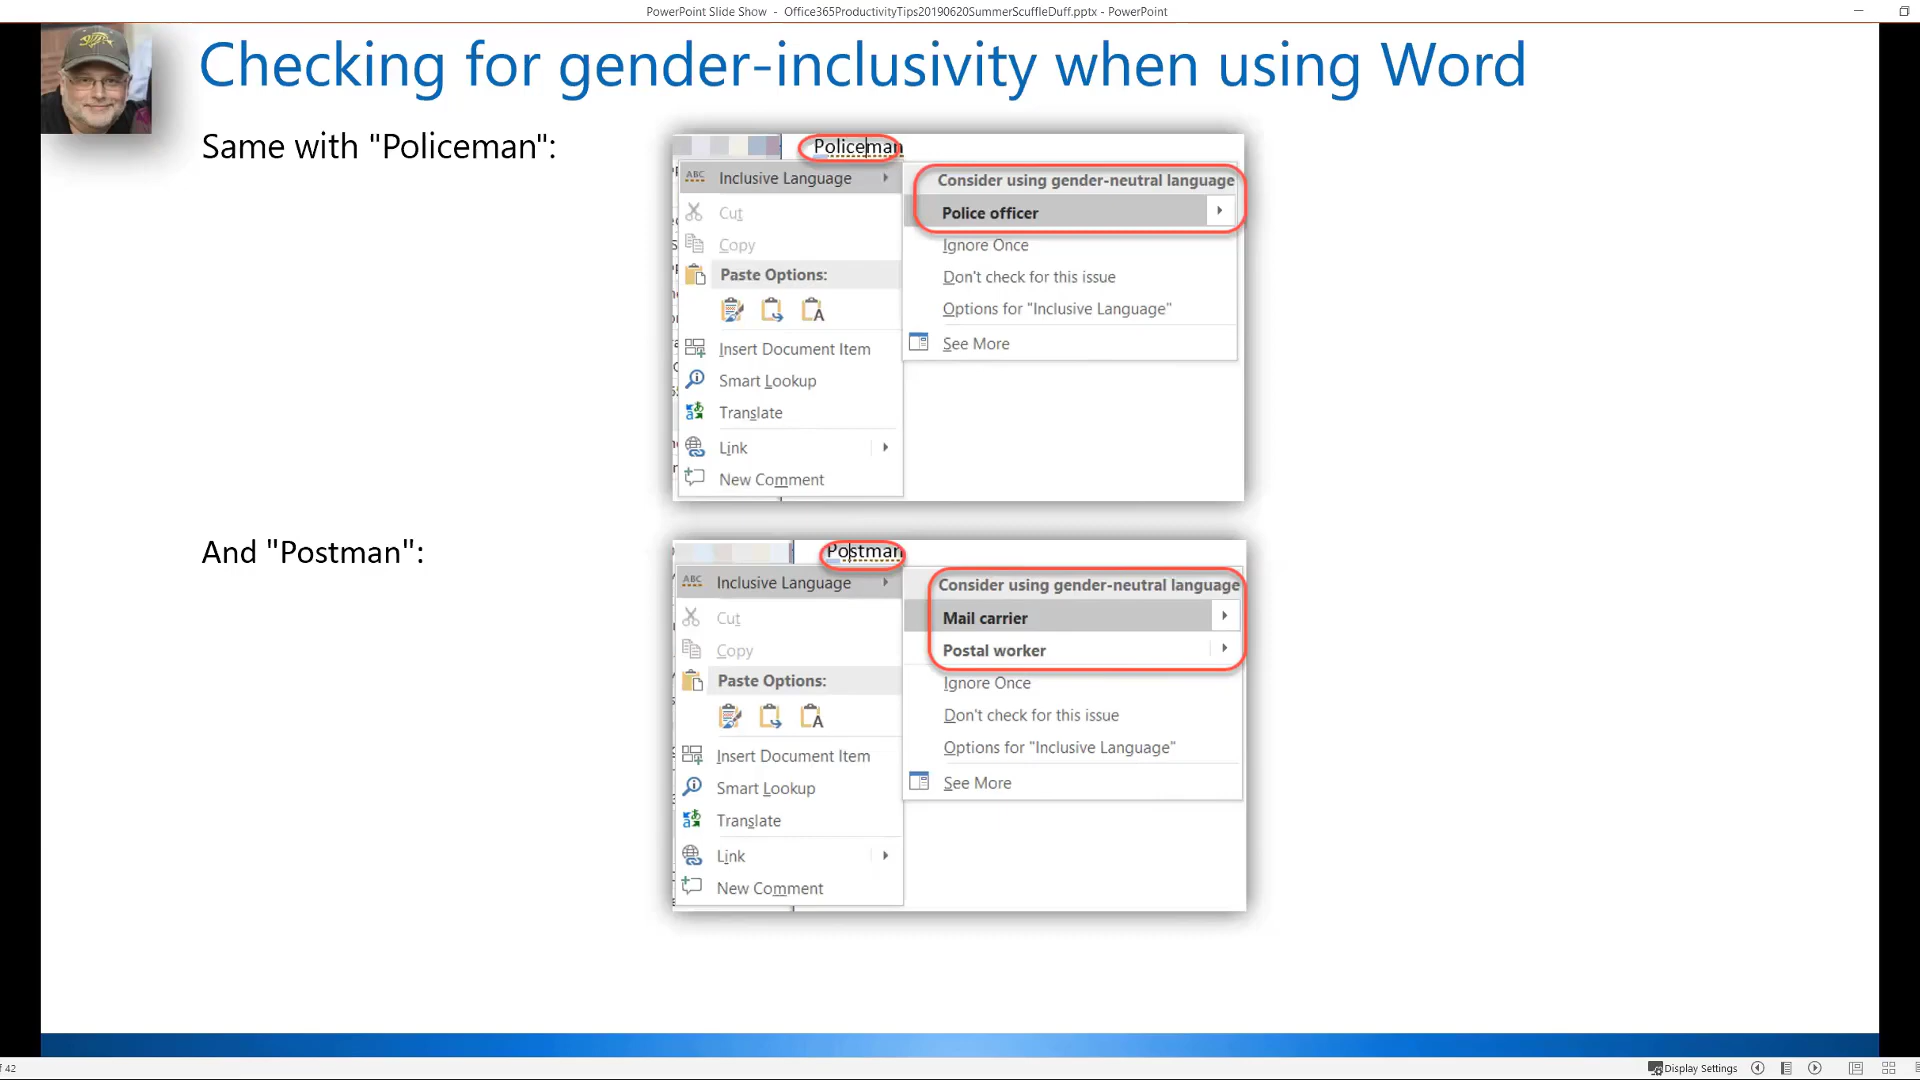 PowerPoint Slide Show - Office365ProductivityTips20190620SummerScuffleDuff.pptx - PowerPoint
Checking for gender-inclusivity when using Word
Same with "Policeman":
Policeman
ABC Inclusive Language
Cut
Copy
Paste Options:
A
Insert Document Item
Smart Lookup
Translate
Link
New Comment
Consider using gender-neutral language
Police officer
Ignore Once
Don't check for this issue
Options for "Inclusive Language"
See More
And "Postman":
Postman
ABC Inclusive Language
Cut
Copy
Paste Options:
A
Insert Document Item
Smart Lookup
Translate
Link
New Comment
Consider using gender-neutral language
Mail carrier
Postal worker
Ignore Once
Don't check for this issue
Options for "Inclusive Language"
See More
42
Display Settings